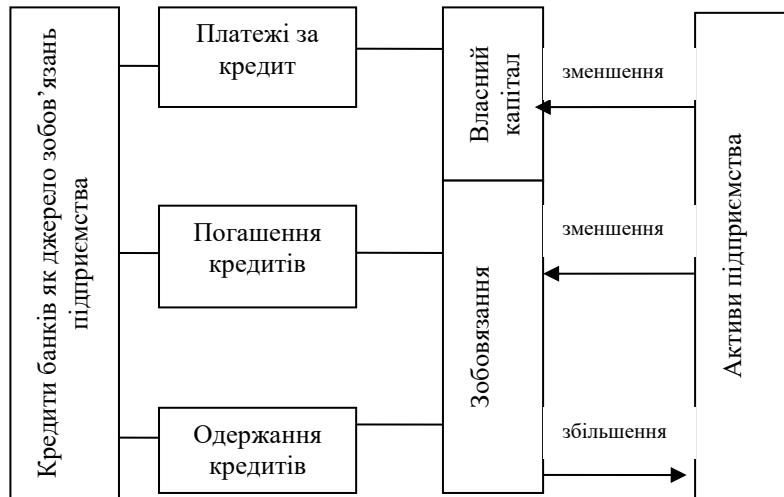 Кредити банків як джерело зобов’язань
підприємства
Платежі за
кредит
Погашення
кредитів
Одержання
кредитів
Власний
капітал
Зобовязання
зменшення
зменшення
збільшення
Активи підприємства